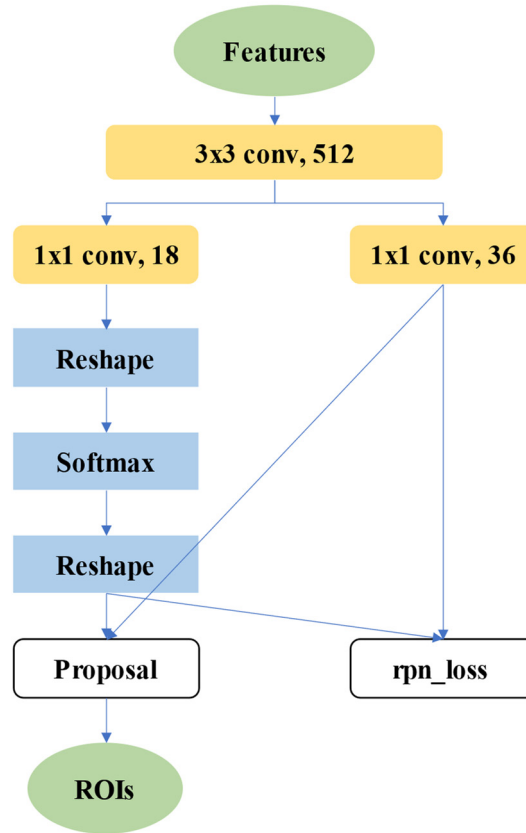 Features
3x3 conv, 512
1x1 conv, 18
1x1 conv, 36
Reshape
Softmax
Reshape
Proposal
rpn_loss
ROIs